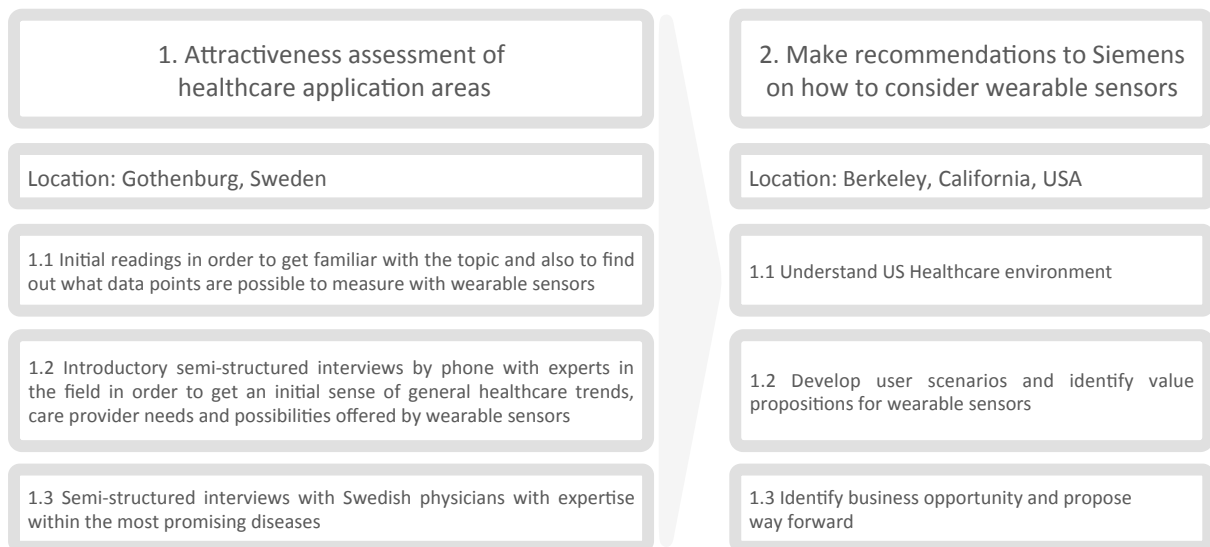 1. Attractiveness assessment of
healthcare application areas
Location: Gothenburg, Sweden
1.1 Initial readings in order to get familiar with the topic and also to find
out what data points are possible to measure with wearable sensors
1.2 Introductory semi-structured interviews by phone with experts in
the field in order to get an initial sense of general healthcare trends,
care provider needs and possibilities offered by wearable sensors
1.3 Semi-structured interviews with Swedish physicians with expertise
within the most promising diseases
2. Make recommendations to Siemens
on how to consider wearable sensors
Location: Berkeley, California, USA
1.1 Understand US Healthcare environment
1.2 Develop user scenarios and identify value
propositions for wearable sensors
1.3 Identify business opportunity and propose
way forward